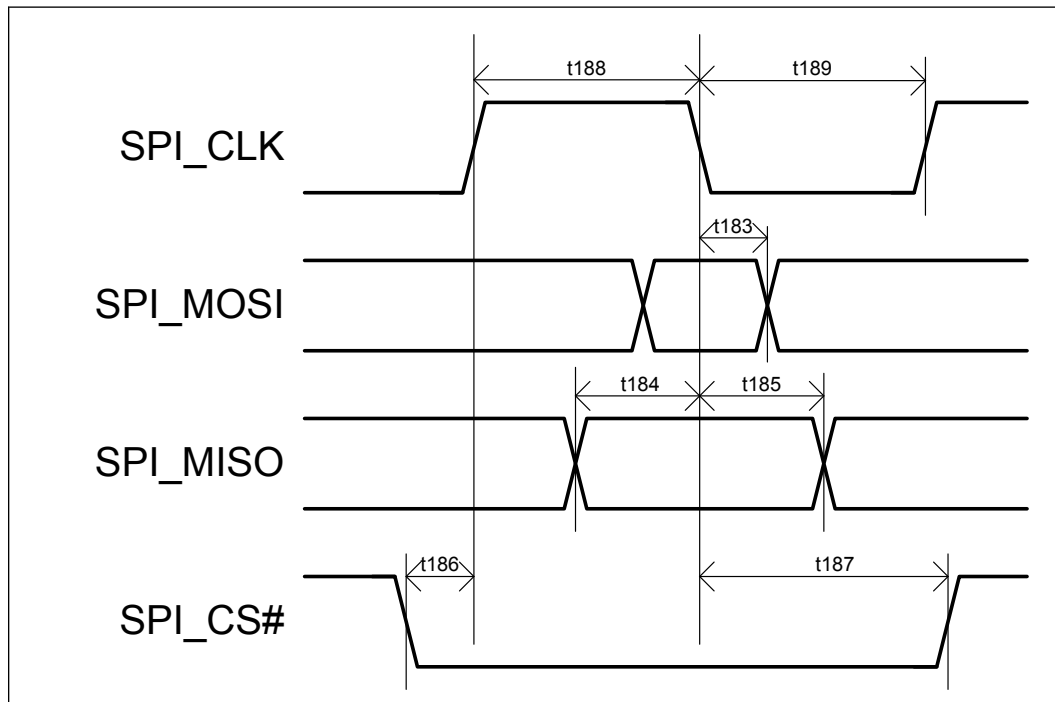 t188
t189
SPI_CLK
t183
SPI_MOSI
t184
t185
SPI_MISO
t186
t187
SPI_CS#